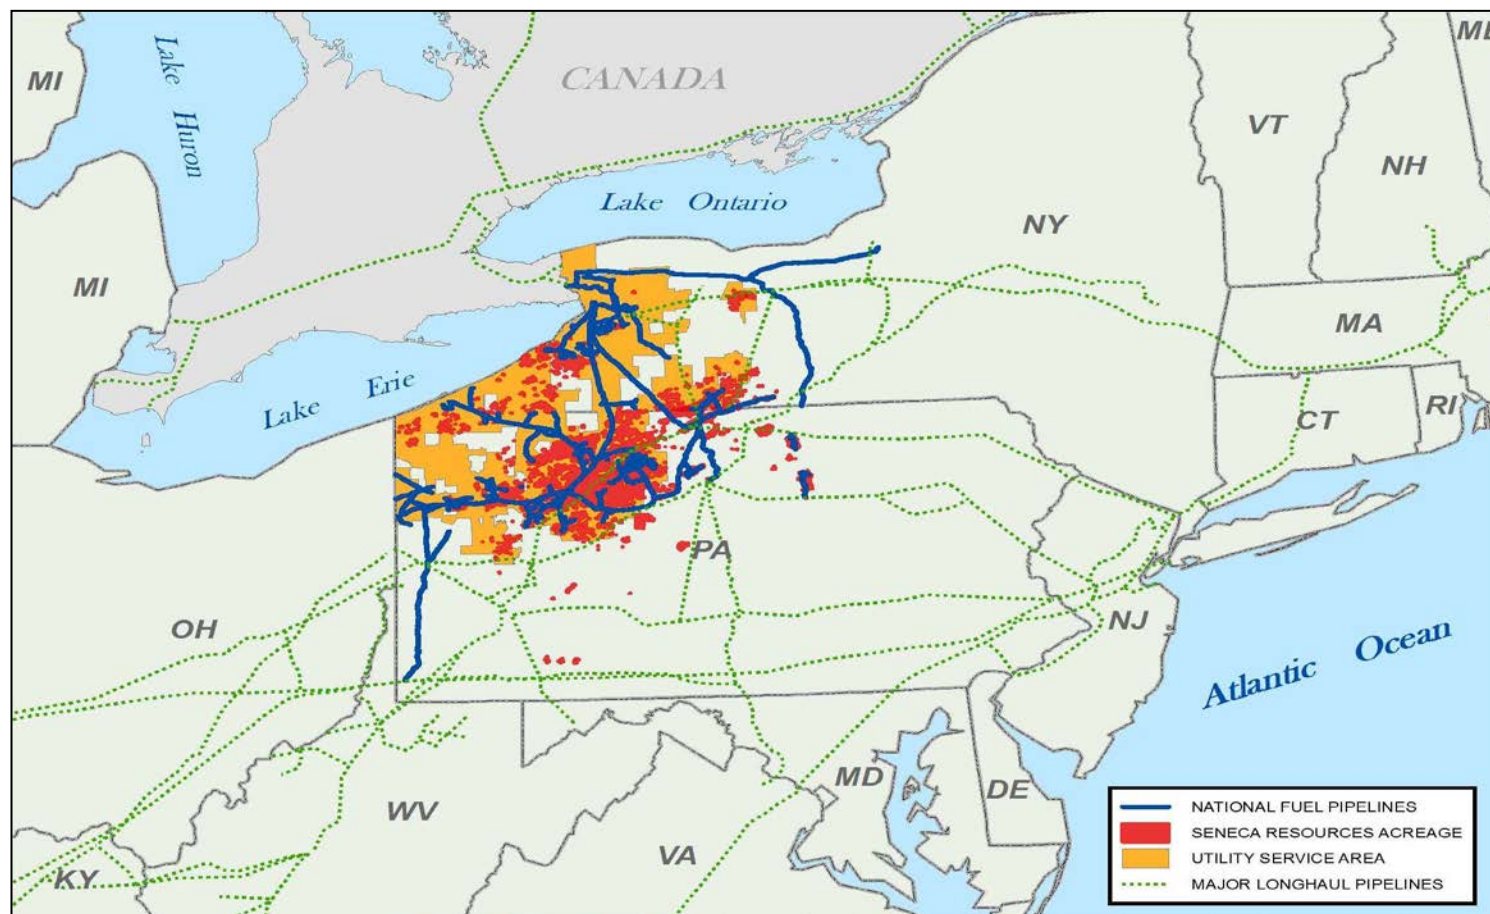 ME
MI
Lake Huron
CANADA
VT
NH
Lake Ontario
NY
MI
MA
Lake Erie
CT
RI
PA
OH
NJ
Atlantic Ocean
MD
DE
WV
VA
KY
NATIONAL FUEL PIPELINES
SENECA RESOURCES ACREAGE
UTILITY SERVICE AREA
MAJOR LONGHAUL PIPELINES